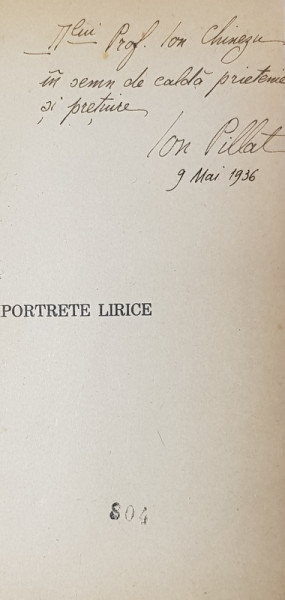 Dlui Prof. Ion Chinezu
în semn de caldă prietenie
și prețuire
Ion Pillat
9 Mai 1936
PORTRETE LIRICE
804